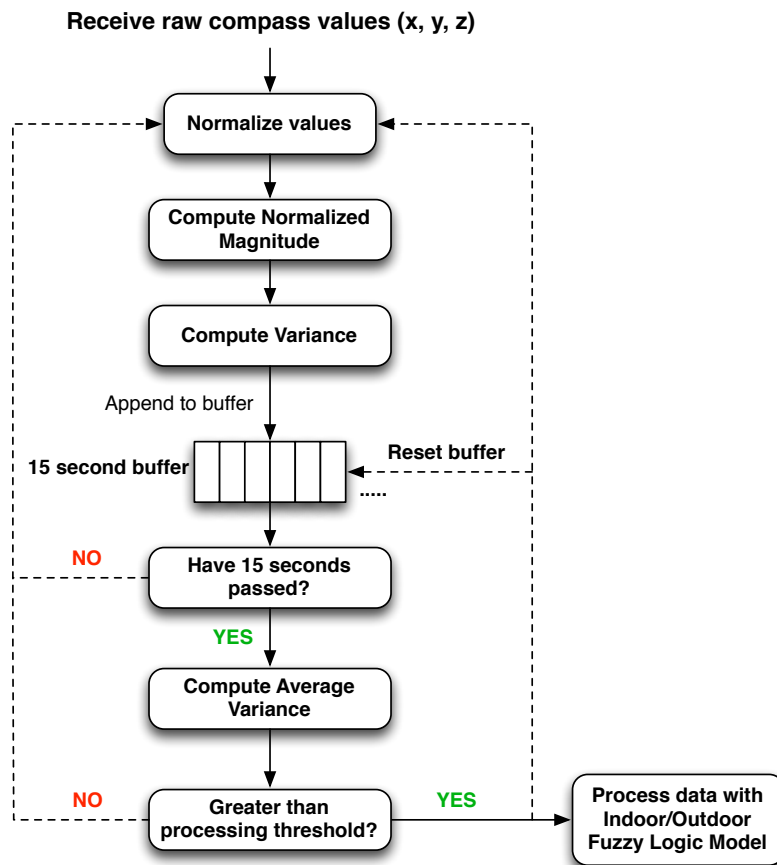 Receive raw compass values (x, y, z)
Normalize values
Compute Normalized
Magnitude
Compute Variance
Append to buffer
15 second buffer
Reset buffer
.....
NO
Have 15 seconds
passed?
YES
Compute Average
Variance
NO
Greater than
processing threshold?
YES
Process data with
Indoor/Outdoor
Fuzzy Logic Model